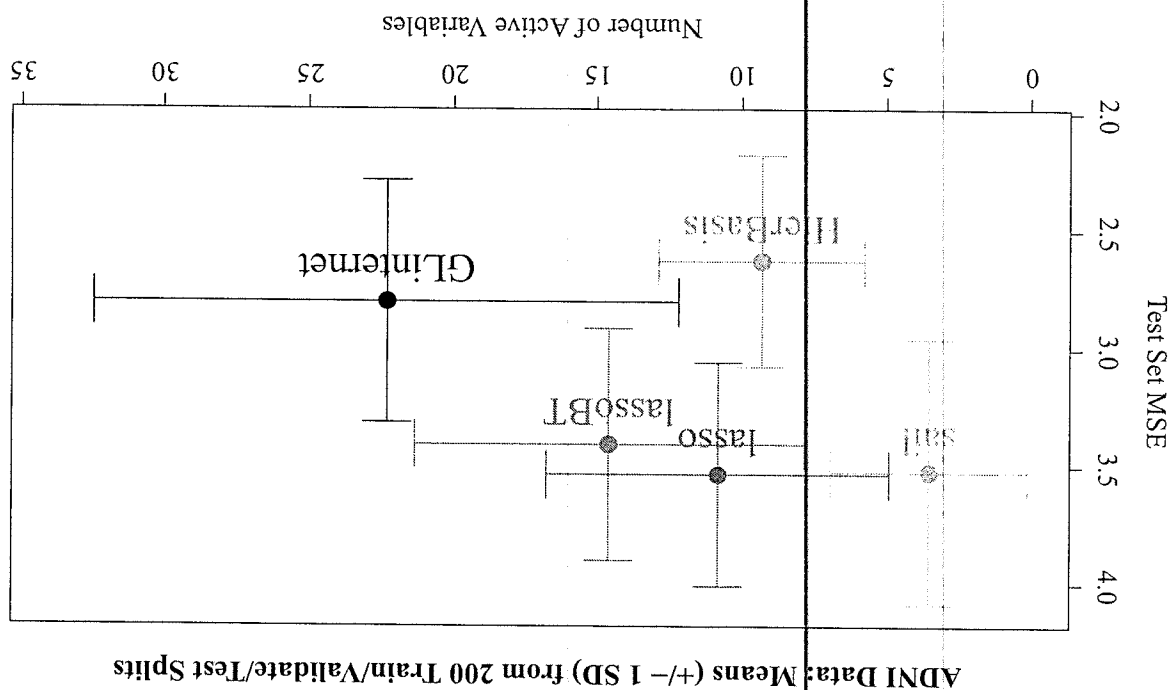 ADNI Data: Means (+/− 1 SD) from 200 Train/Validate/Test Splits
Test Set MSE
4.0
3.5
3.0
2.5
2.0
sail
lasso
lassoBT
GLinternet
HierBasis
0
5
10
15
20
25
30
35
Number of Active Variables